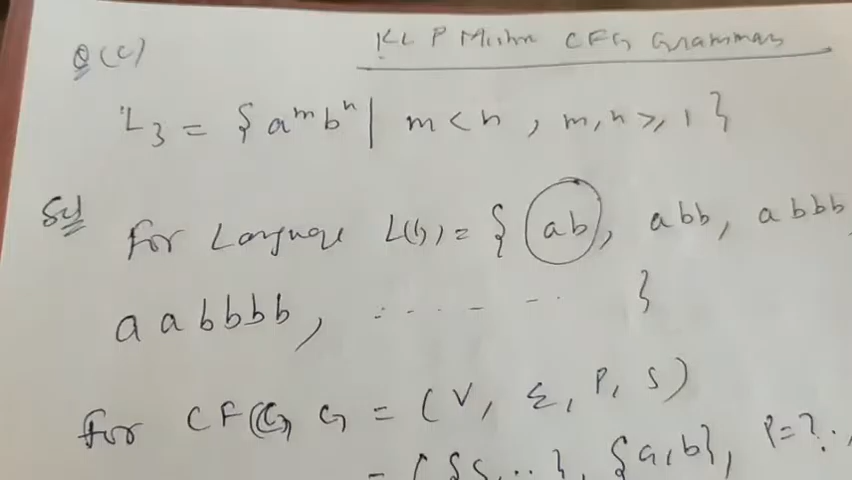 Q(c) KLP Mishra CFG Grammar
L3 = { a^m b^n | m < n , m,n ≥ 1 }
Sol For Language L(G) = { ab, abb, abbb,
aabbbb, ....... }
For CFG G = (V, Σ, P, S)
= ({S,...}, {a,b}, P=?.,